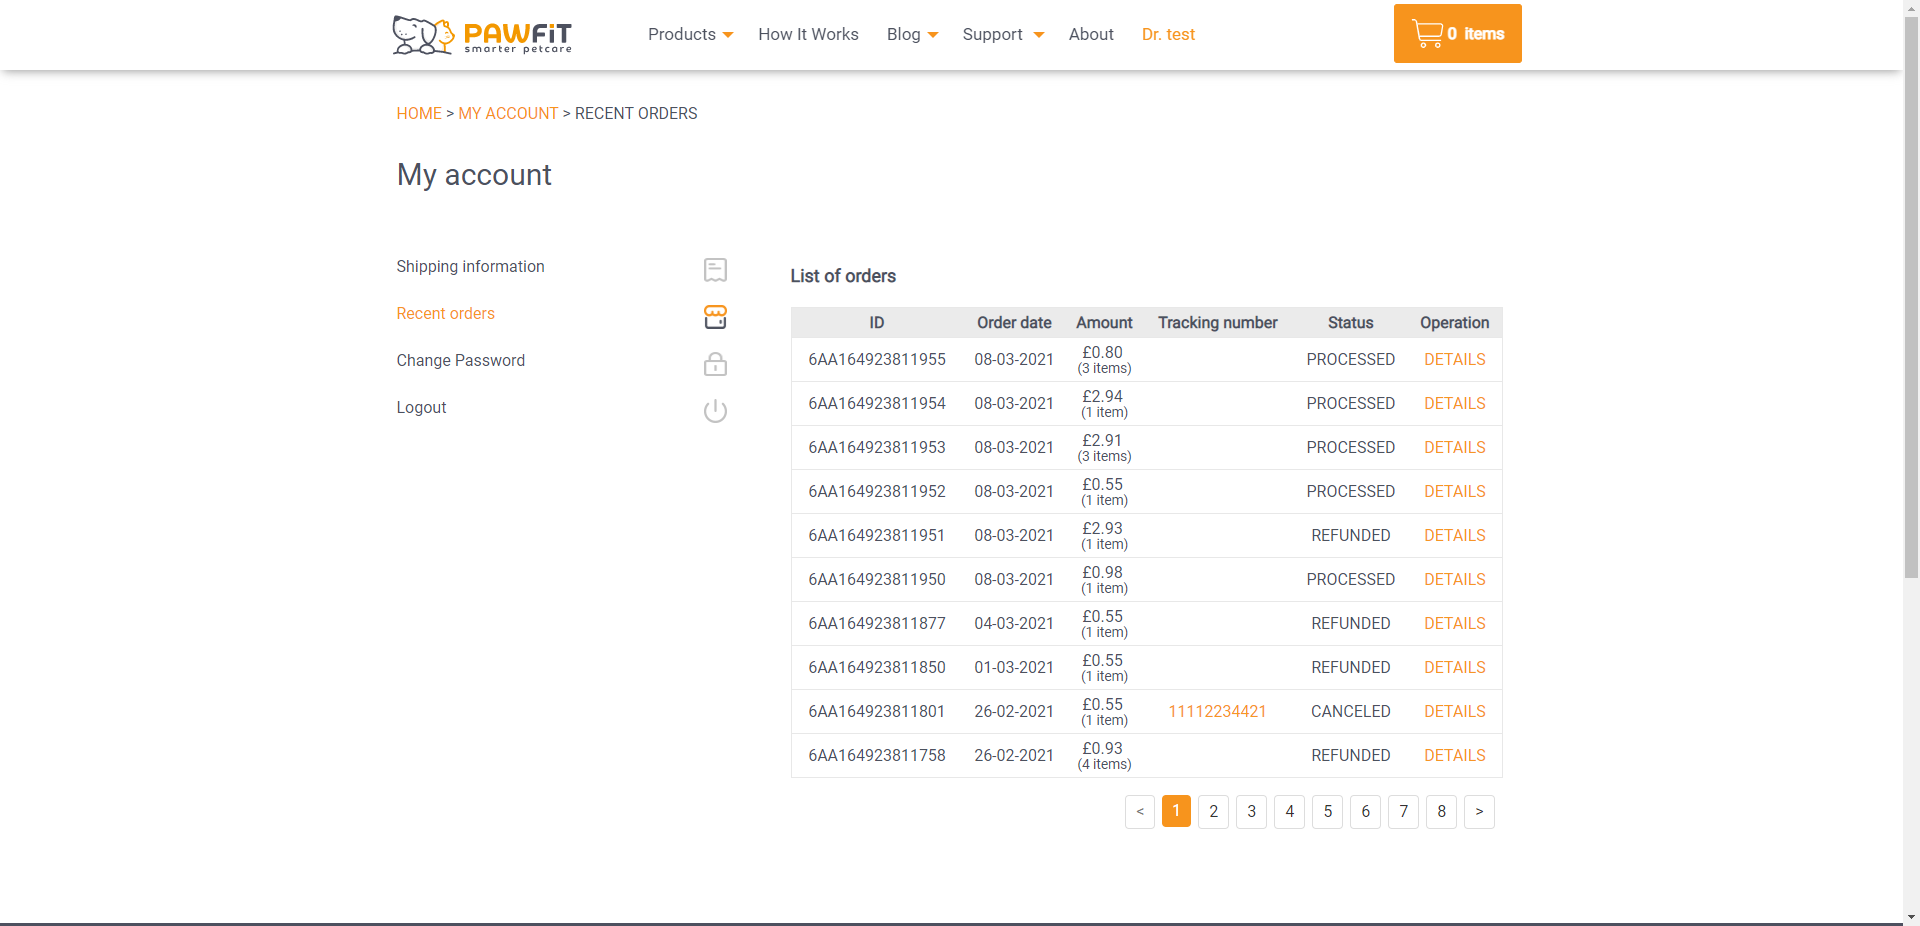 PAWFiT
smarter petcare
Products How It Works Blog Support About Dr. test
0 items
HOME > MY ACCOUNT > RECENT ORDERS
My account
Shipping information
Recent orders
Change Password
Logout
List of orders
ID Order date Amount Tracking number Status Operation
6AA164923811955 08-03-2021 £0.80 (3 items) PROCESSED DETAILS
6AA164923811954 08-03-2021 £2.94 (1 item) PROCESSED DETAILS
6AA164923811953 08-03-2021 £2.91 (3 items) PROCESSED DETAILS
6AA164923811952 08-03-2021 £0.55 (1 item) PROCESSED DETAILS
6AA164923811951 08-03-2021 £2.93 (1 item) REFUNDED DETAILS
6AA164923811950 08-03-2021 £0.98 (1 item) PROCESSED DETAILS
6AA164923811877 04-03-2021 £0.55 (1 item) REFUNDED DETAILS
6AA164923811850 01-03-2021 £0.55 (1 item) REFUNDED DETAILS
6AA164923811801 26-02-2021 £0.55 (1 item) 11112234421 CANCELED DETAILS
6AA164923811758 26-02-2021 £0.93 (4 items) REFUNDED DETAILS
< 1 2 3 4 5 6 7 8 >